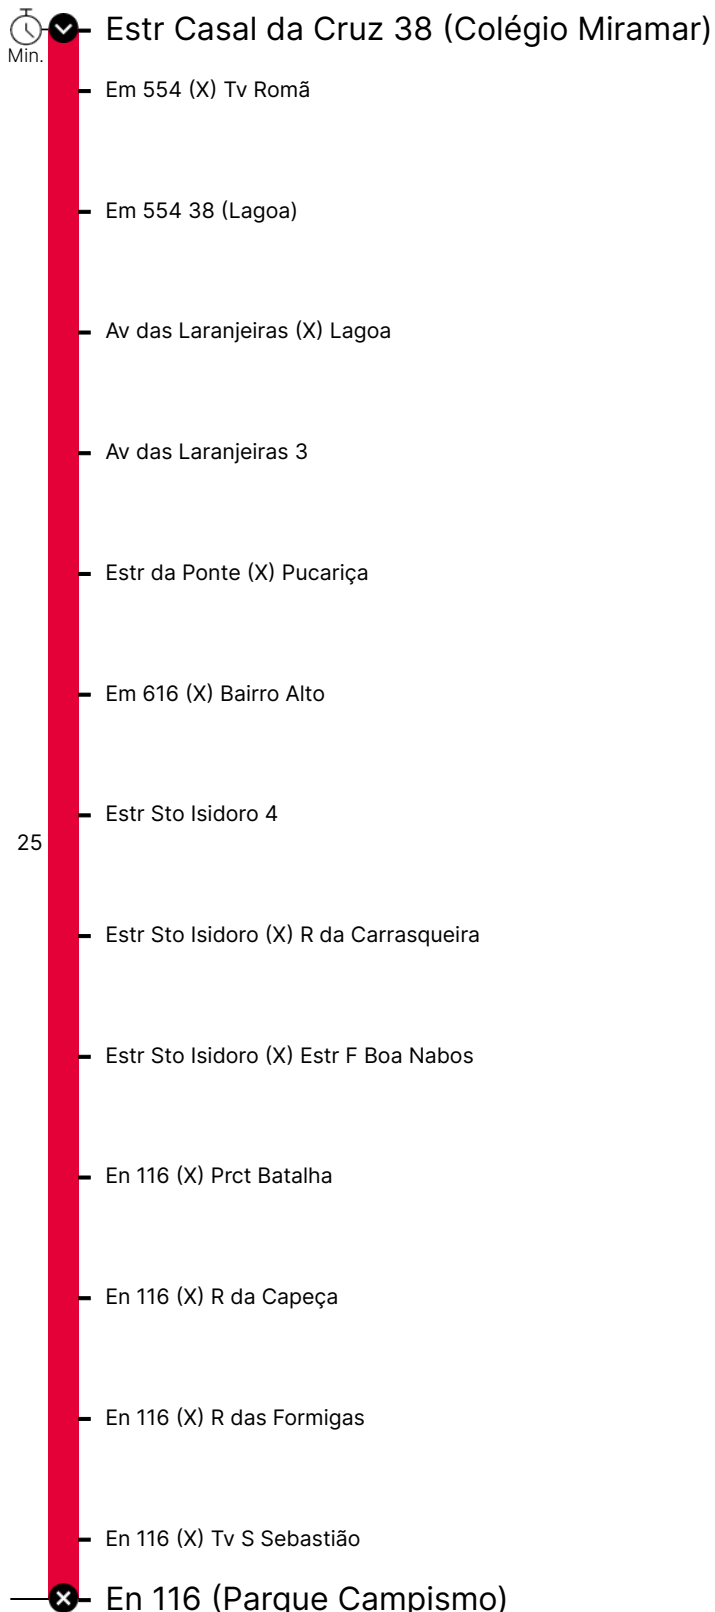 Estr Casal da Cruz 38 (Colégio Miramar)
Min.
Em 554 (X) Tv Romã
Em 554 38 (Lagoa)
Av das Laranjeiras (X) Lagoa
Av das Laranjeiras 3
Estr da Ponte (X) Pucariça
Em 616 (X) Bairro Alto
Estr Sto Isidoro 4
25
Estr Sto Isidoro (X) R da Carrasqueira
Estr Sto Isidoro (X) Estr F Boa Nabos
En 116 (X) Prct Batalha
En 116 (X) R da Capeça
En 116 (X) R das Formigas
En 116 (X) Tv S Sebastião
En 116 (Parque Campismo)